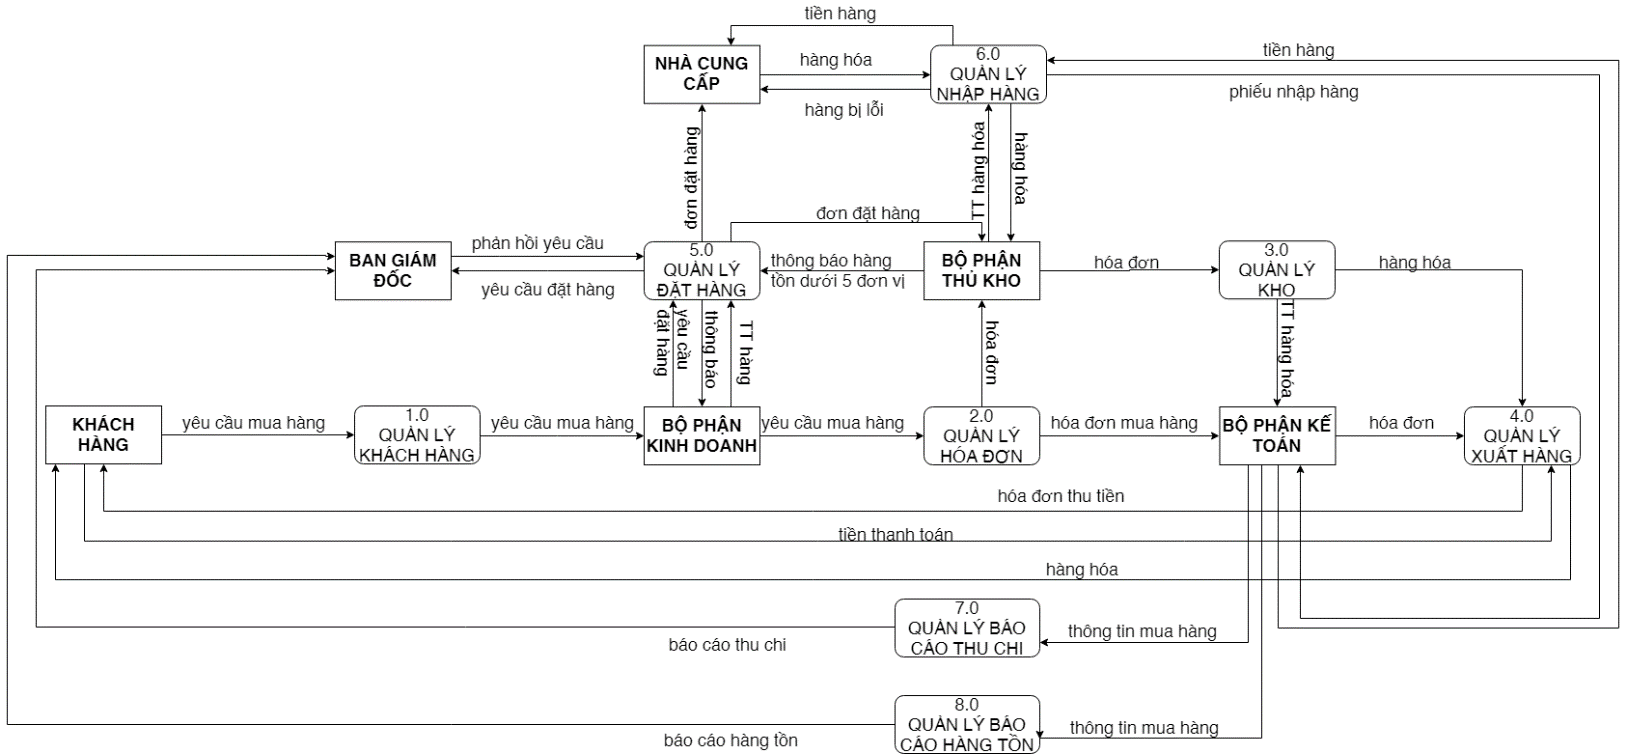 tiền hàng
NHÀ CUNG
CẤP
hàng hóa
hàng bị lỗi
6.0
QUẢN LÝ
NHẬP HÀNG
tiền hàng
phiếu nhập hàng
đơn đặt hàng
TT hàng hóa
hàng hóa
đơn đặt hàng
BAN GIÁM
ĐỐC
phản hồi yêu cầu
yêu cầu đặt hàng
5.0
QUẢN LÝ
ĐẶT HÀNG
thông báo hàng
tồn dưới 5 đơn vị
BỘ PHẬN
THỦ KHO
hóa đơn
3.0
QUẢN LÝ
KHO
hàng hóa
yêu cầu
đặt hàng
thông báo
TT hàng
hóa đơn
TT hàng hóa
KHÁCH
HÀNG
yêu cầu mua hàng
1.0
QUẢN LÝ
KHÁCH HÀNG
yêu cầu mua hàng
BỘ PHẬN
KINH DOANH
yêu cầu mua hàng
2.0
QUẢN LÝ
HÓA ĐƠN
hóa đơn mua hàng
BỘ PHẬN KẾ
TOÁN
hóa đơn
4.0
QUẢN LÝ
XUẤT HÀNG
hóa đơn thu tiền
tiền thanh toán
hàng hóa
7.0
QUẢN LÝ BÁO
CÁO THU CHI
thông tin mua hàng
báo cáo thu chi
8.0
QUẢN LÝ BÁO
CÁO HÀNG TỒN
thông tin mua hàng
báo cáo hàng tồn